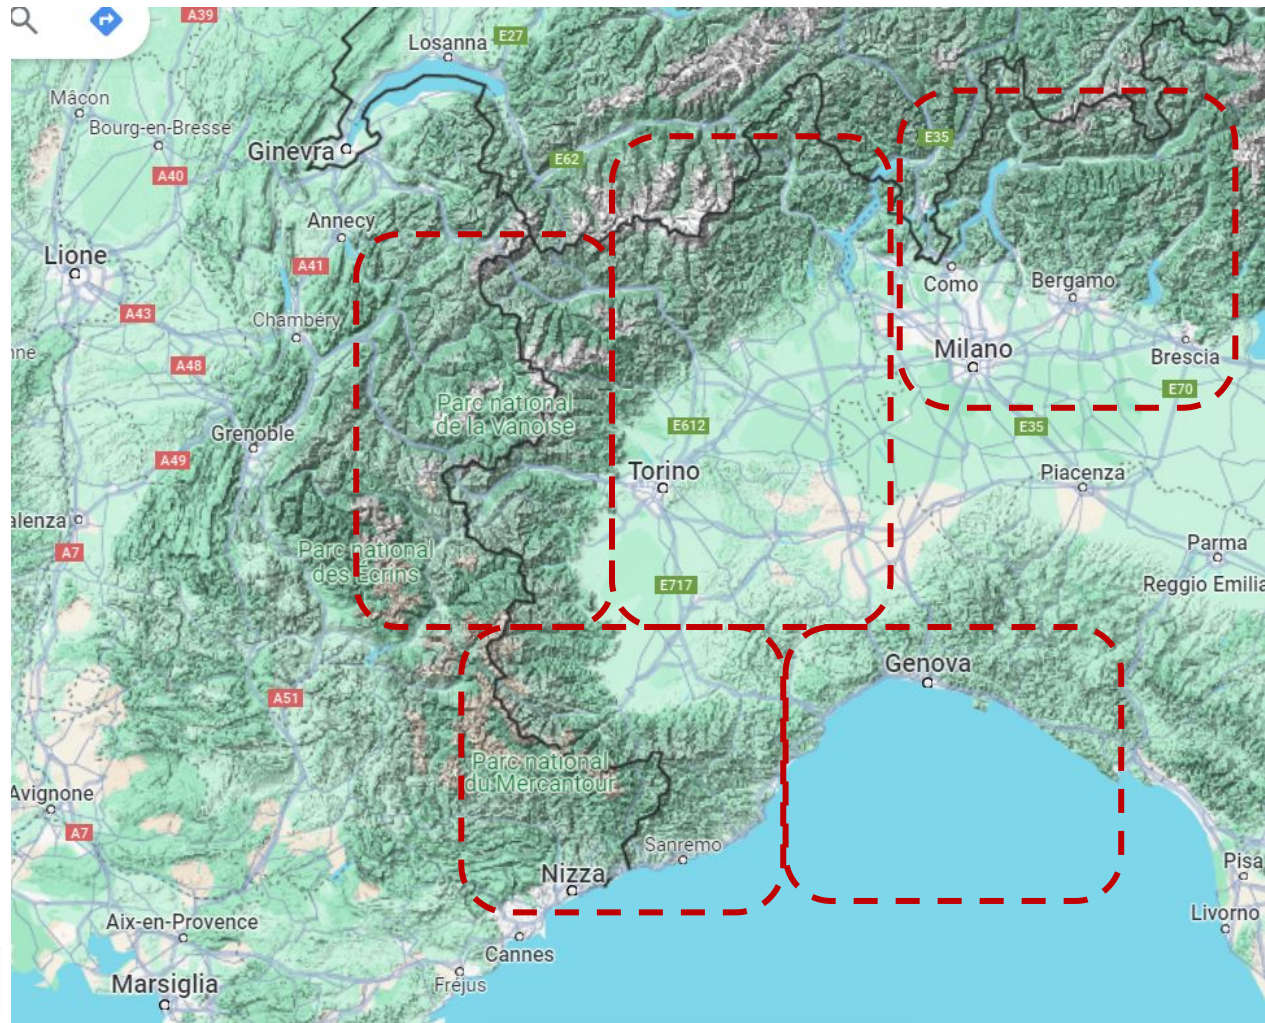 A39
Losanna
E27
Mâcon
Bourg-en-Bresse
Ginevra
E62
E35
A40
Annecy
Lione
A41
Como
Bergamo
A43
Chambéry
nne
Milano
Brescia
A48
E70
Parc national
de la Vanoise
E612
E35
Grenoble
A49
Torino
Piacenza
alenza
A7
Parc national
des Écrins
Parma
E717
Reggio Emilia
Genova
A51
Parc national
du Mercantour
Avignone
A7
Sanremo
Nizza
Pisa
Livorno
Aix-en-Provence
Cannes
Marsiglia
Fréjus